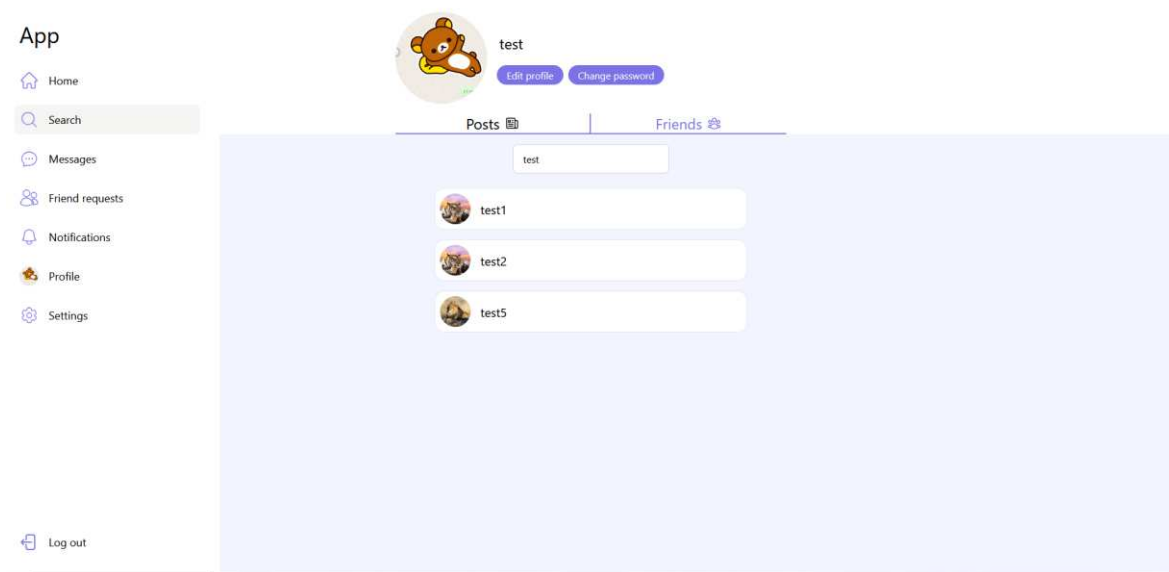 App
Home
Search
Messages
Friend requests
Notifications
Profile
Settings
Log out
test
Edit profile Change password
Posts Friends
test
test1
test2
test5